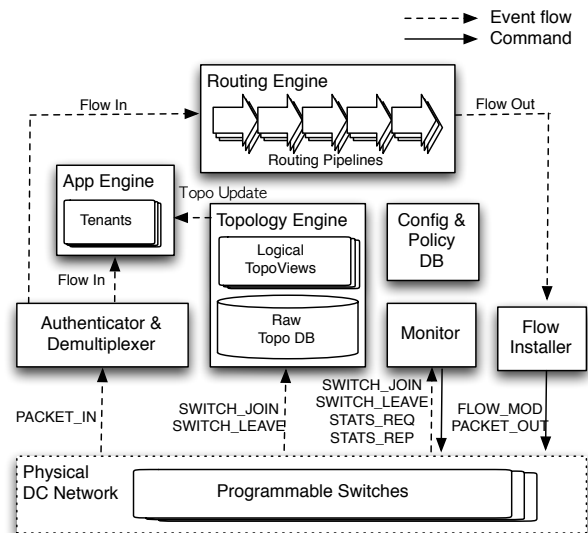 Event flow
Command
Routing Engine
Flow In
Flow Out
Routing Pipelines
App Engine
Topo Update
Tenants
Topology Engine
Config &
Policy
DB
Logical
TopoViews
Flow In
Raw
Topo DB
Authenticator &
Demultiplexer
Monitor
Flow
Installer
PACKET_IN
SWITCH_JOIN
SWITCH_LEAVE
SWITCH_JOIN
SWITCH_LEAVE
STATS_REQ
STATS_REP
FLOW_MOD
PACKET_OUT
Physical
DC Network
Programmable Switches